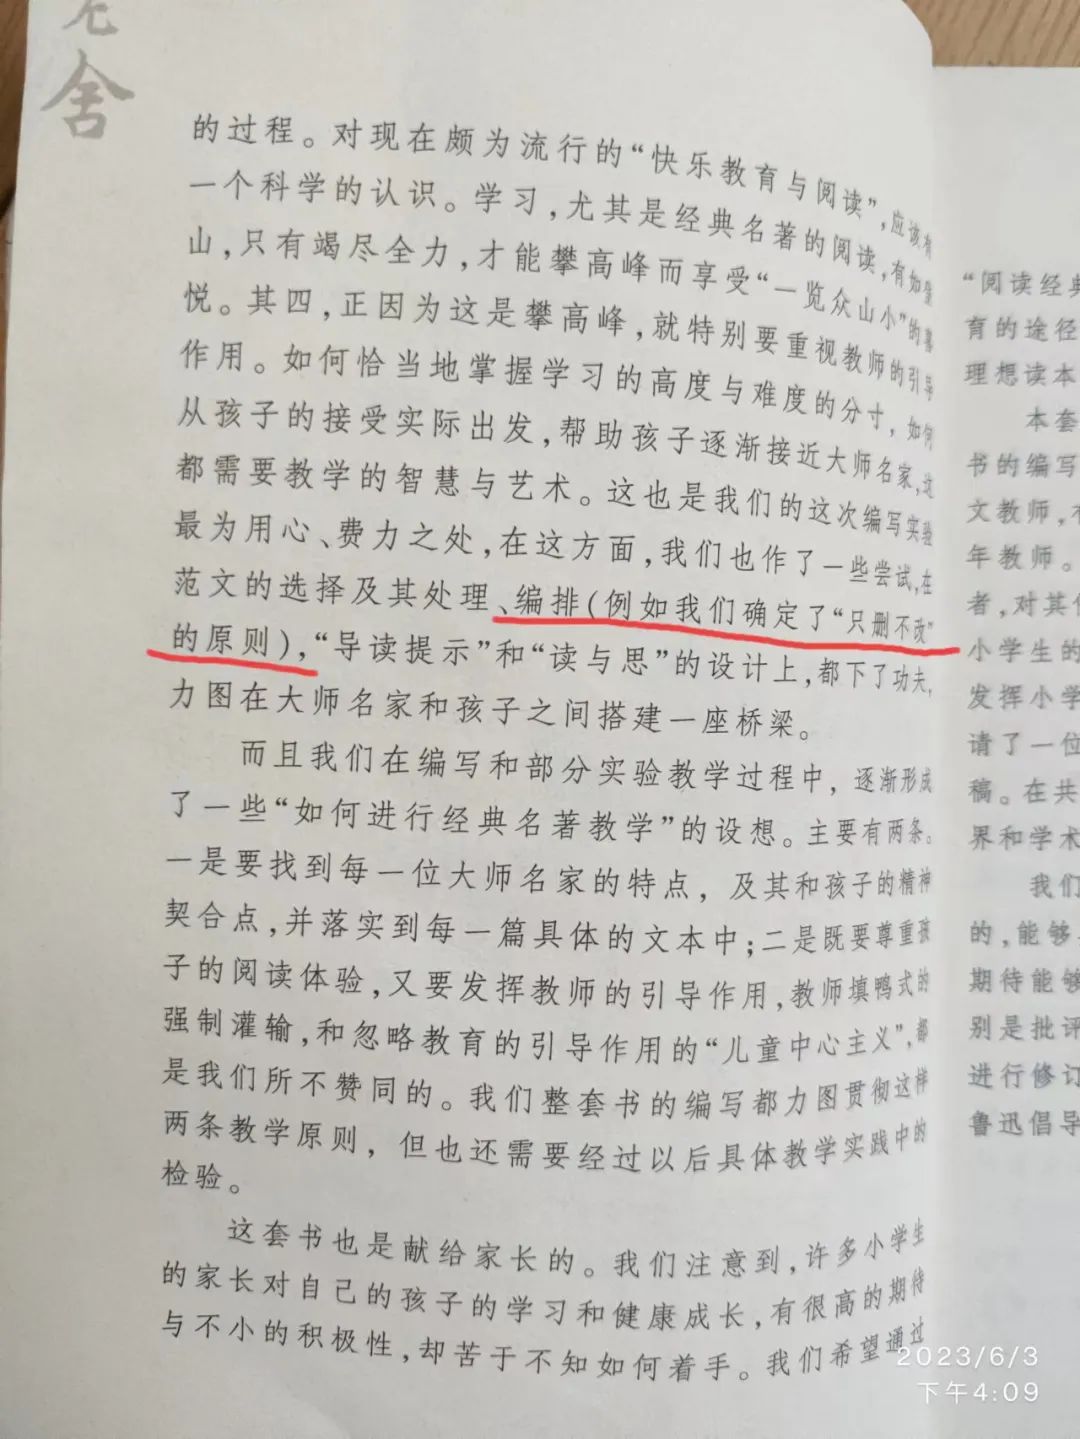 老
舍
的过程。对现在颇为流行的“快乐教育与阅读”,应该有
一个科学的认识。学习,尤其是经典名著的阅读,有如登
山,只有竭尽全力,才能攀高峰而享受“一览众山小”的
悦。其四,正因为这是攀高峰,就特别要重视教师的引导
作用。如何恰当地掌握学习的高度与难度的分寸,如何
从孩子的接受实际出发,帮助孩子逐渐接近大师名家,这
都需要教学的智慧与艺术。这也是我们的这次编写实验
最为用心、费力之处,在这方面,我们也作了一些尝试,在
范文的选择及其处理、编排(例如我们确定了“只删不改”
的原则),“导读提示”和“读与思”的设计上,都下了功夫,
力图在大师名家和孩子之间搭建一座桥梁。
而且我们在编写和部分实验教学过程中,逐渐形成
了一些“如何进行经典名著教学”的设想。主要有两条。
一是要找到每一位大师名家的特点,及其和孩子的精神
契合点,并落实到每一篇具体的文本中;二是既要尊重孩
子的阅读体验,又要发挥教师的引导作用,教师填鸭式的
强制灌输,和忽略教育的引导作用的“儿童中心主义”,都
是我们所不赞同的。我们整套书的编写都力图贯彻这样
两条教学原则,但也还需要经过以后具体教学实践中的
检验。
这套书也是献给家长的。我们注意到,许多小学生
的家长对自己的孩子的学习和健康成长,有很高的期待
与不小的积极性,却苦于不知如何着手。我们希望通过
“阅读经典
育的途径
理想读本
本套
书的编写
文教师,
年教师。
者,对其
小学生的
发挥小学
请了一位
稿。在共
界和学术
我们
的,能够
期待能够
别是批评
进行修订
鲁迅倡导
2023/6/3
下午4:09